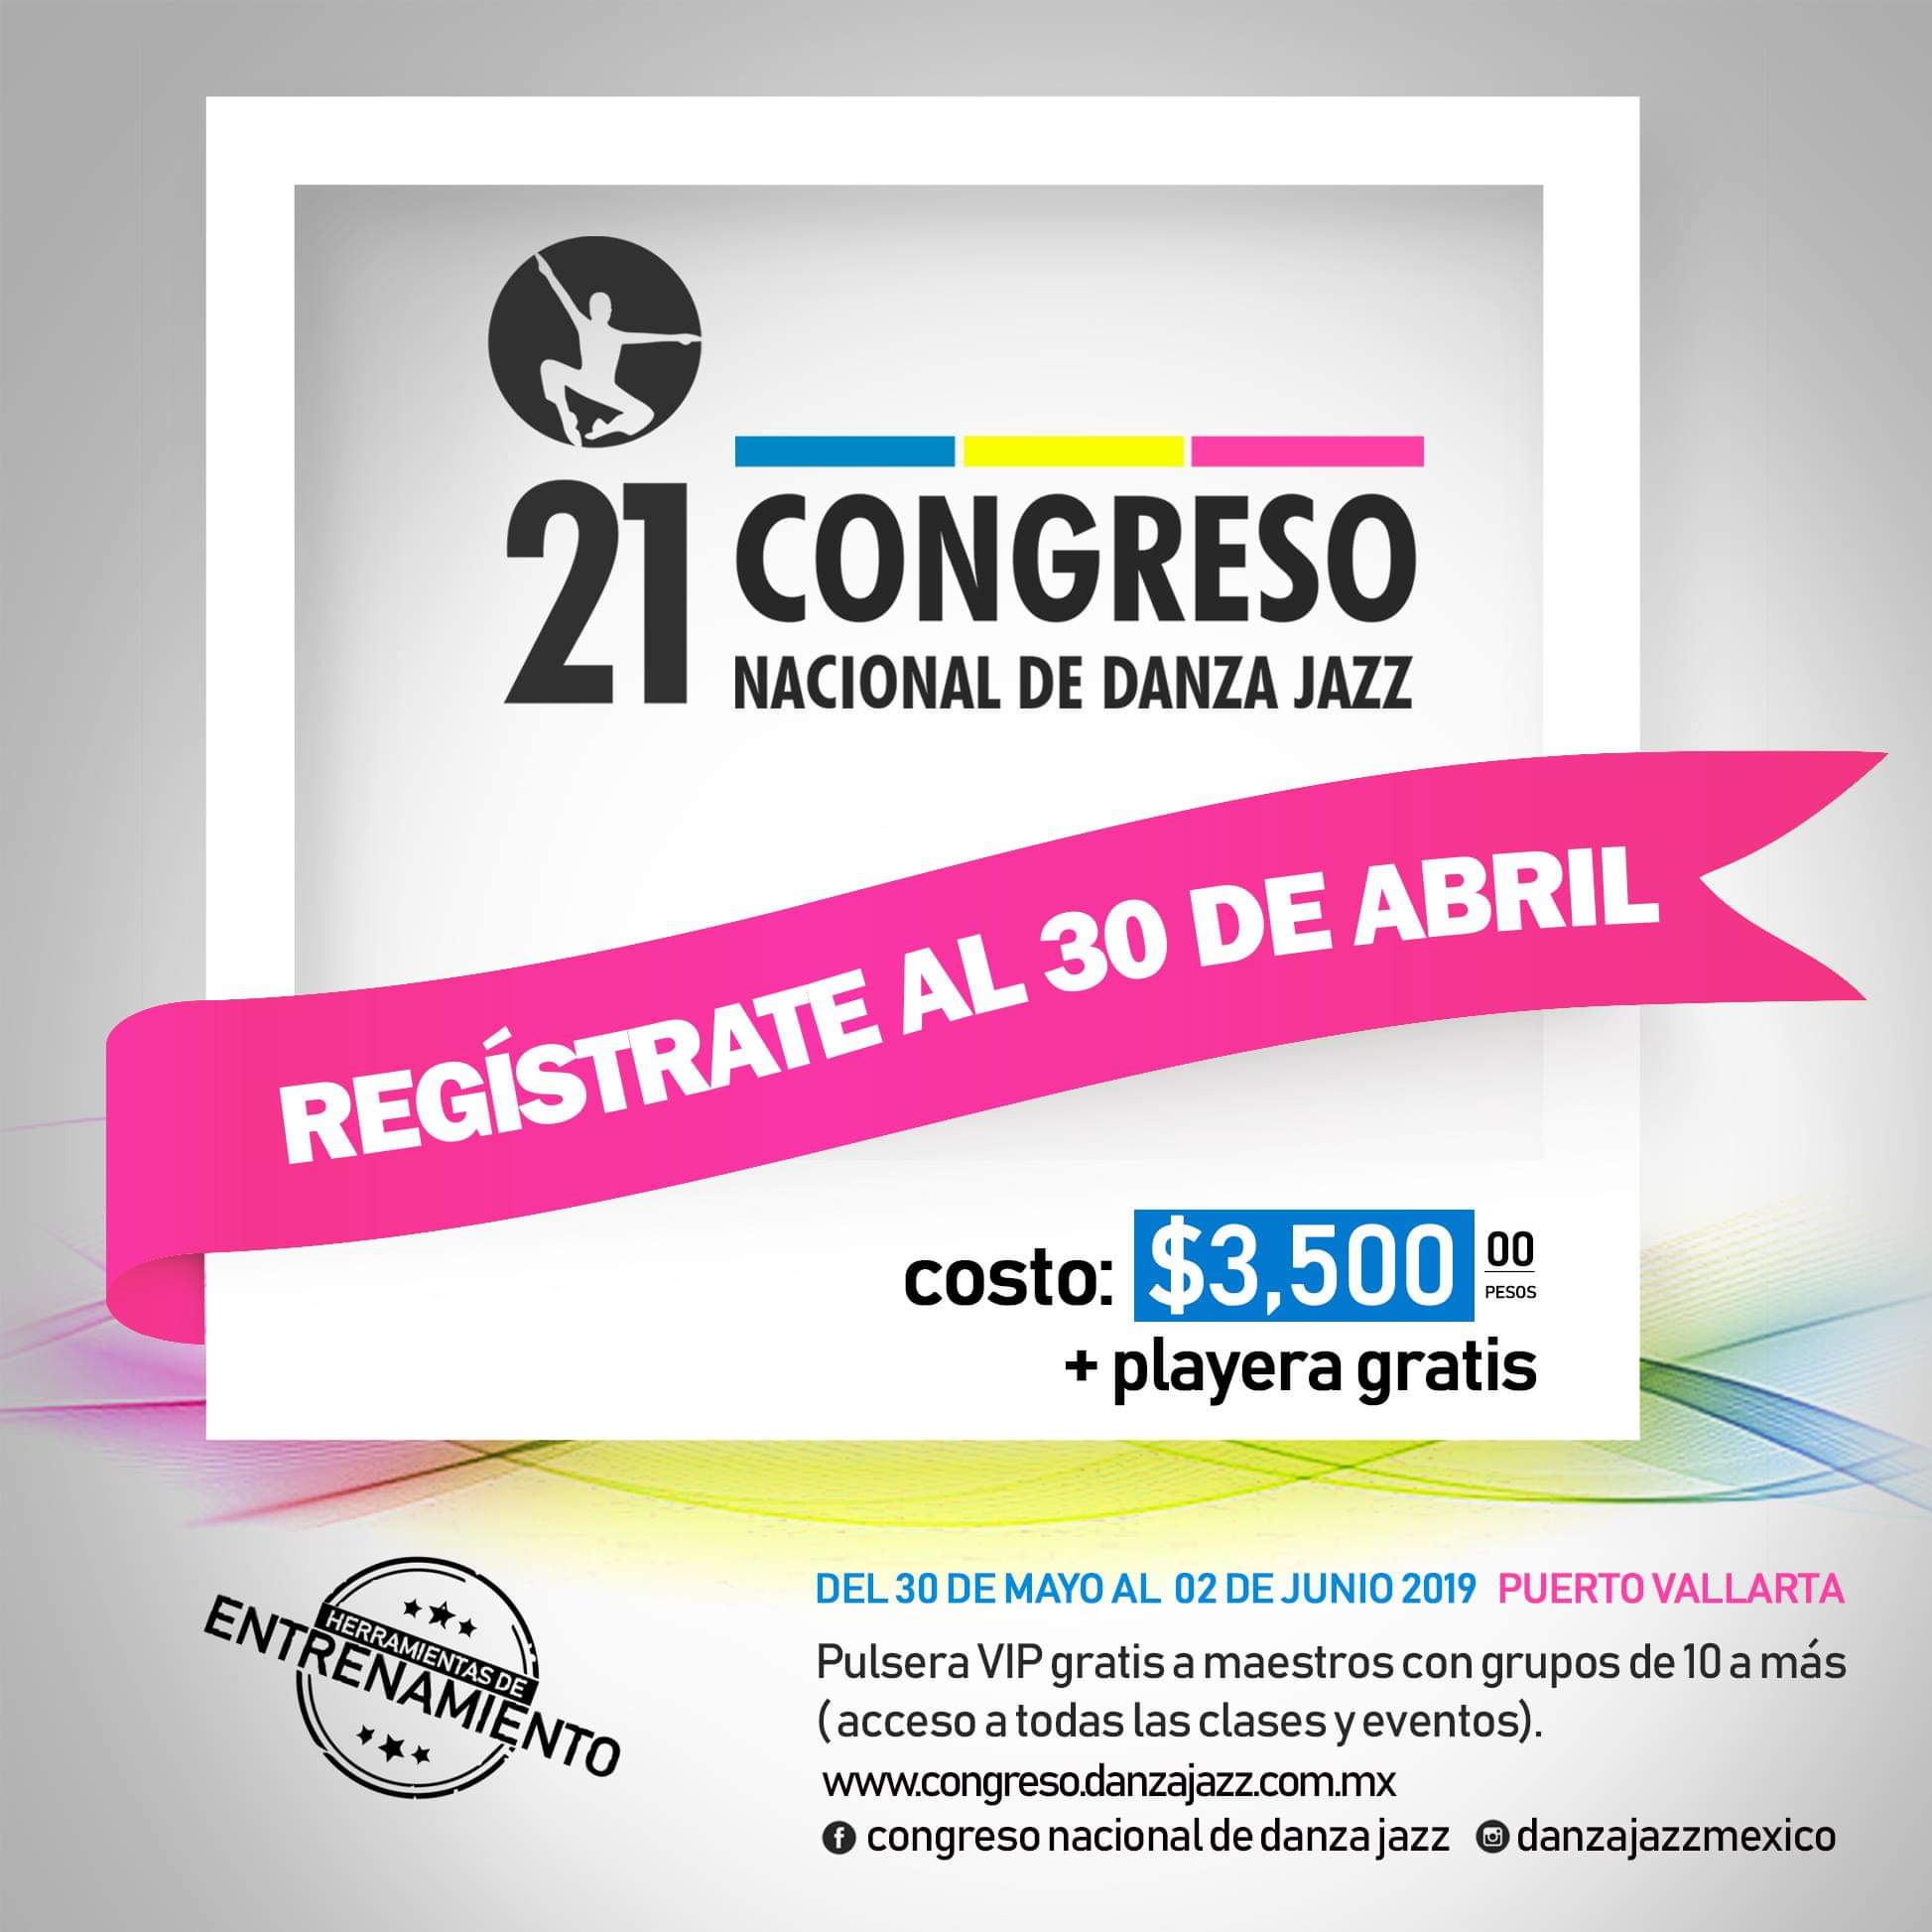 21 CONGRESO
NACIONAL DE DANZA JAZZ
REGÍSTRATE AL 30 DE ABRIL
costo: $3,500 00
PESOS
+ playera gratis
HERRAMIENTAS DE
ENTRENAMIENTO
DEL 30 DE MAYO AL 02 DE JUNIO 2019 PUERTO VALLARTA
Pulsera VIP gratis a maestros con grupos de 10 a más
(acceso a todas las clases y eventos).
www.congreso.danzajazz.com.mx
congreso nacional de danza jazz danzajazzmexico